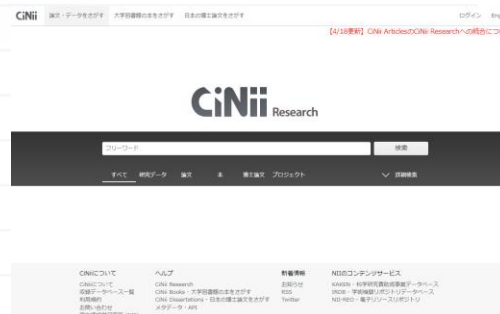 CiNii 論文・データをさがす 大学図書館の本をさがす 日本の博士論文をさがす ログイン
【4/18更新】CiNii ArticlesのCiNii Researchへの統合につ
CiNii Research
フリーワード 検索
すべて 研究データ 論文 本 博士論文 プロジェクト 詳細検索
CiNiiについて ヘルプ 新着情報 NIIのコンテンツサービス
CiNiiについて CiNii Research お知らせ KAKEN - 科学研究費助成事業データベース
収録データベース一覧 CiNii Books - 大学図書館の本をさがす RSS IRDB - 学術機関リポジトリデータベース
利用規約 CiNii Dissertations - 日本の博士論文をさがす Twitter NII-REO - 電子リソースリポジトリ
お問い合わせ メタデータ・API